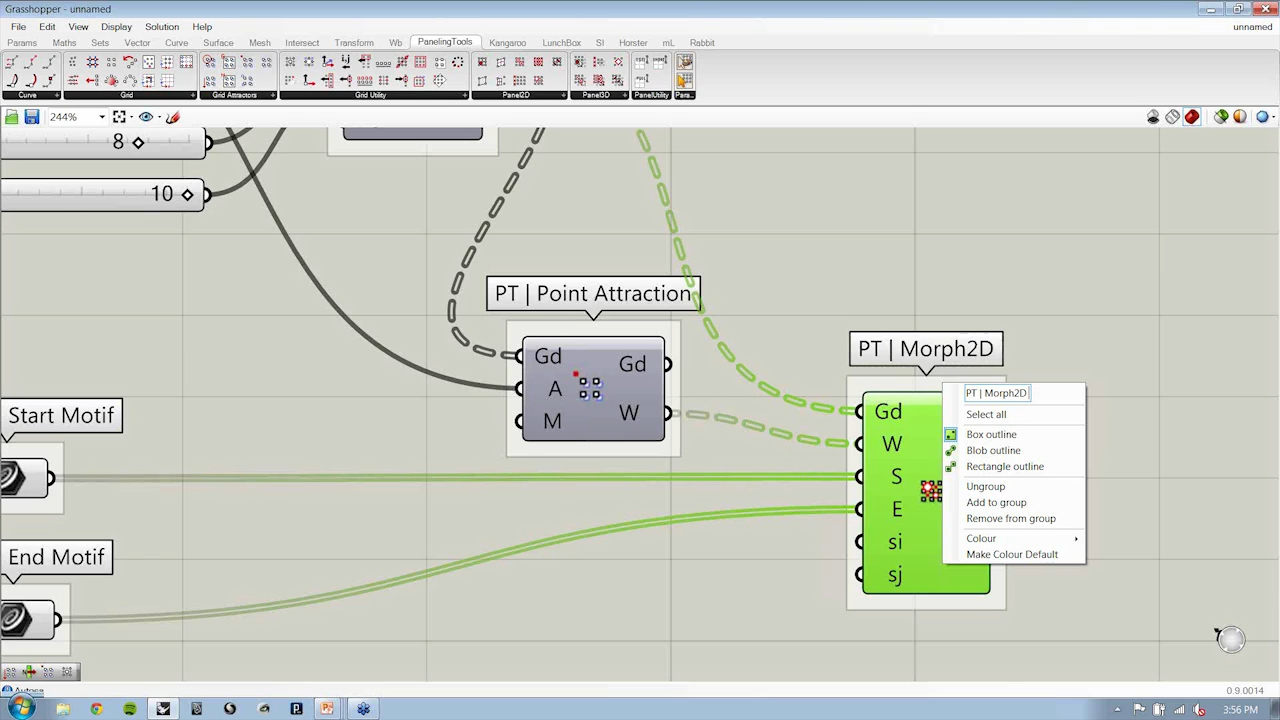 Grasshopper - unnamed
File Edit View Display Solution Help
unnamed
Params Maths Sets Vector Curve Surface Mesh Intersect Transform Wb PanelingTools Kangaroo LunchBox SI Horster mL Rabbit
Curve + Grid + Grid Attractors + Grid Utility + Panel2D + Panel3D + PanelUtility Para...
244%
8
10
PT | Point Attraction
Gd
A
M
Gd
W
PT | Morph2D
Gd
W
S
E
si
sj
PT | Morph2D
Select all
Box outline
Blob outline
Rectangle outline
Ungroup
Add to group
Remove from group
Colour
Make Colour Default
Start Motif
End Motif
0.9.0014
3:56 PM